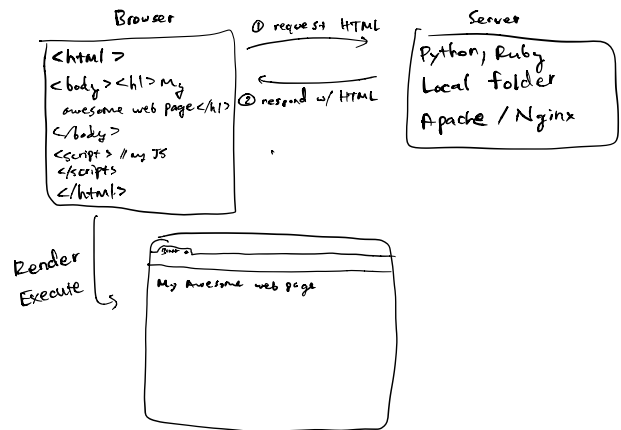 Browser
<html>
<body><h1>My
awesome web page</h1>
</body>
<script> // my JS
</script>
</html>
① request HTML
② respond w/ HTML
Server
Python, Ruby
Local folder
Apache / Nginx
Render
Execute
My Awesome web page